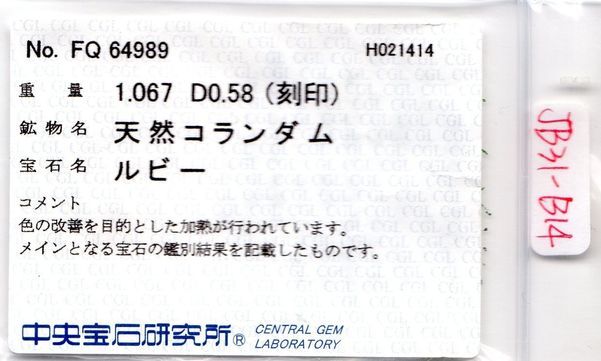 No. FQ 64989 H021414
重量 1.067 D0.58 (刻印)
鉱物名 天然コランダム
宝石名 ルビー
コメント
色の改善を目的とした加熱が行われています。
メインとなる宝石の鑑別結果を記載したものです。
中央宝石研究所® CENTRAL GEM
LABORATORY
JB31-B14